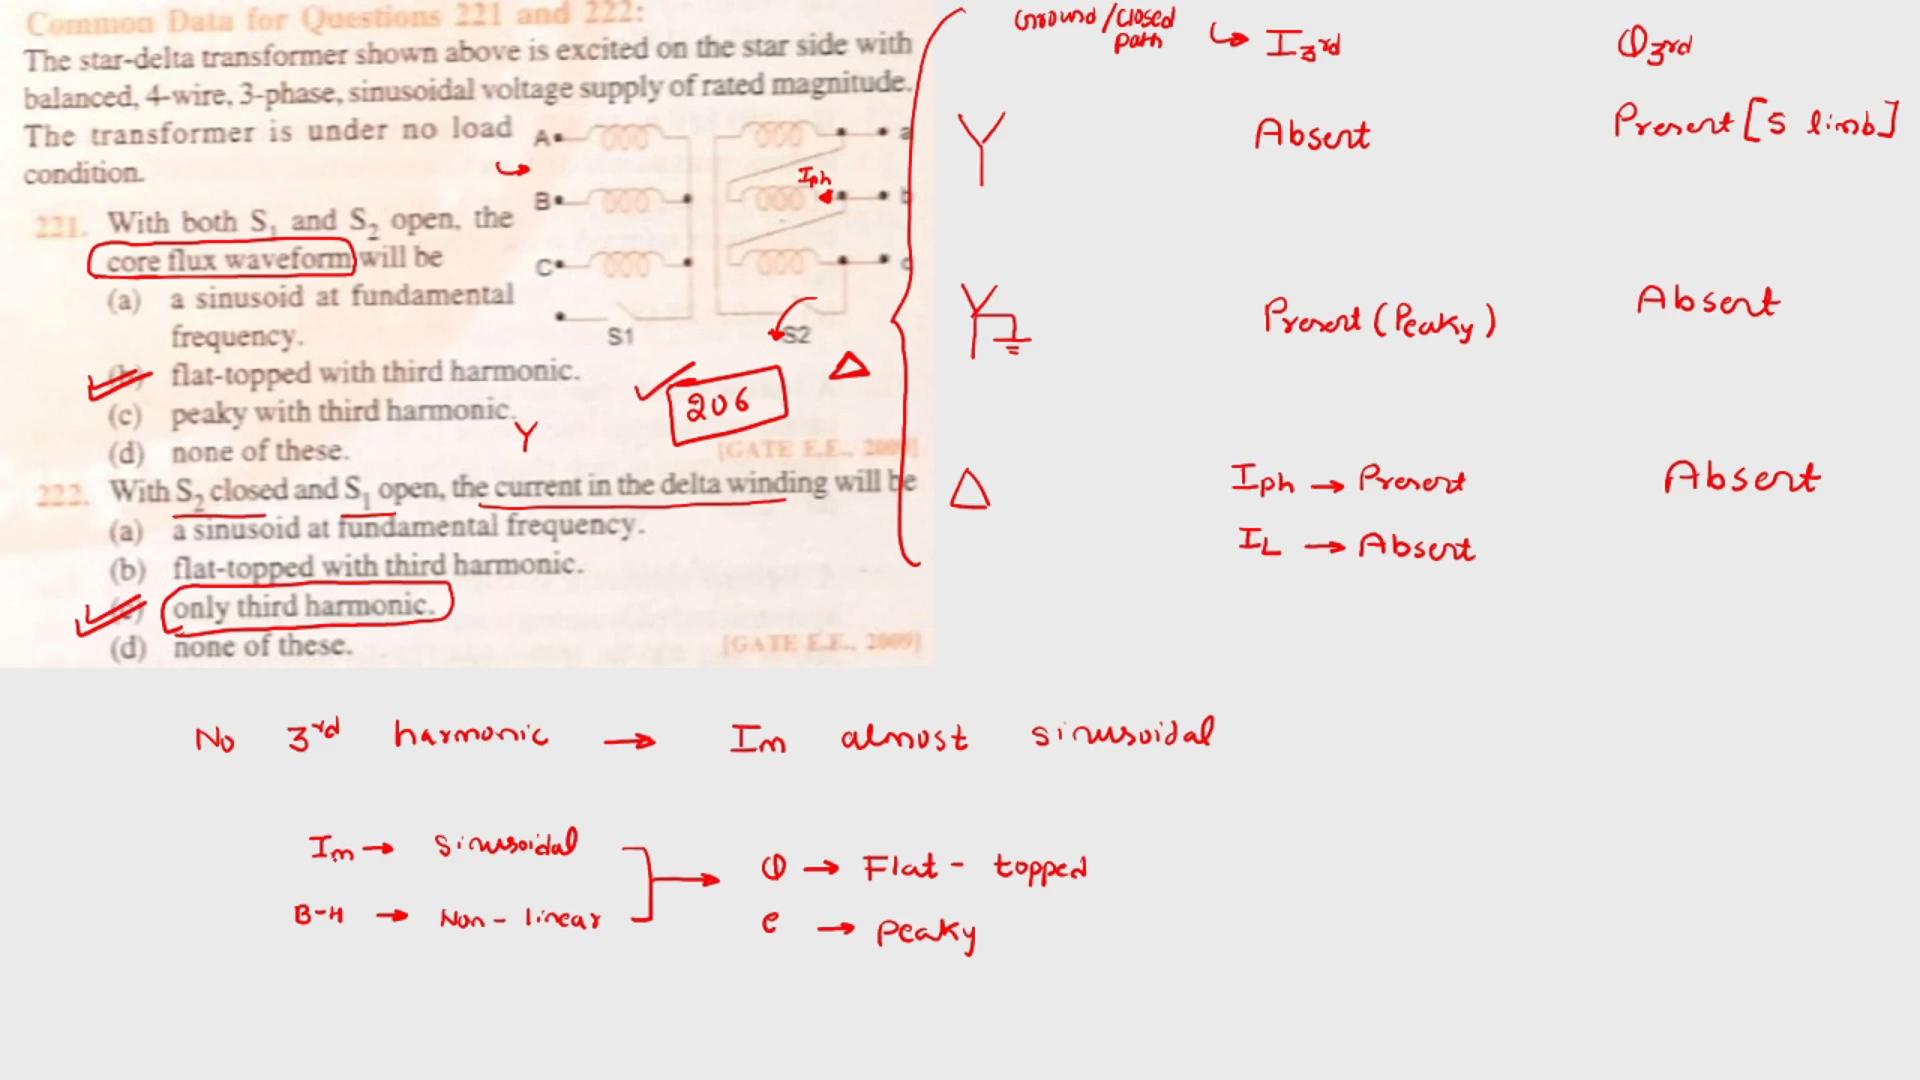 Common Data for Questions 221 and 222:
The star-delta transformer shown above is excited on the star side with
balanced, 4-wire, 3-phase, sinusoidal voltage supply of rated magnitude.
The transformer is under no load
condition.
A
B
C
S1
a
b
c
S2
Iph
221. With both S1 and S2 open, the
core flux waveform will be
(a) a sinusoid at fundamental
frequency.
(b) flat-topped with third harmonic.
(c) peaky with third harmonic.
(d) none of these.
[GATE E.E., 2009]
Y
206
Δ
222. With S2 closed and S1 open, the current in the delta winding will be
(a) a sinusoid at fundamental frequency.
(b) flat-topped with third harmonic.
(c) only third harmonic.
(d) none of these.
[GATE E.E., 2009]
Ground/closed
path
I3rd
Φ3rd
Y
Absent
Present [5 limb]
Y
Present (Peaky)
Absent
Δ
Iph → Present
Absent
IL → Absent
No 3rd harmonic → Im almost sinusoidal
Im → sinusoidal
B-H → Non-linear
Φ → Flat-topped
e → Peaky